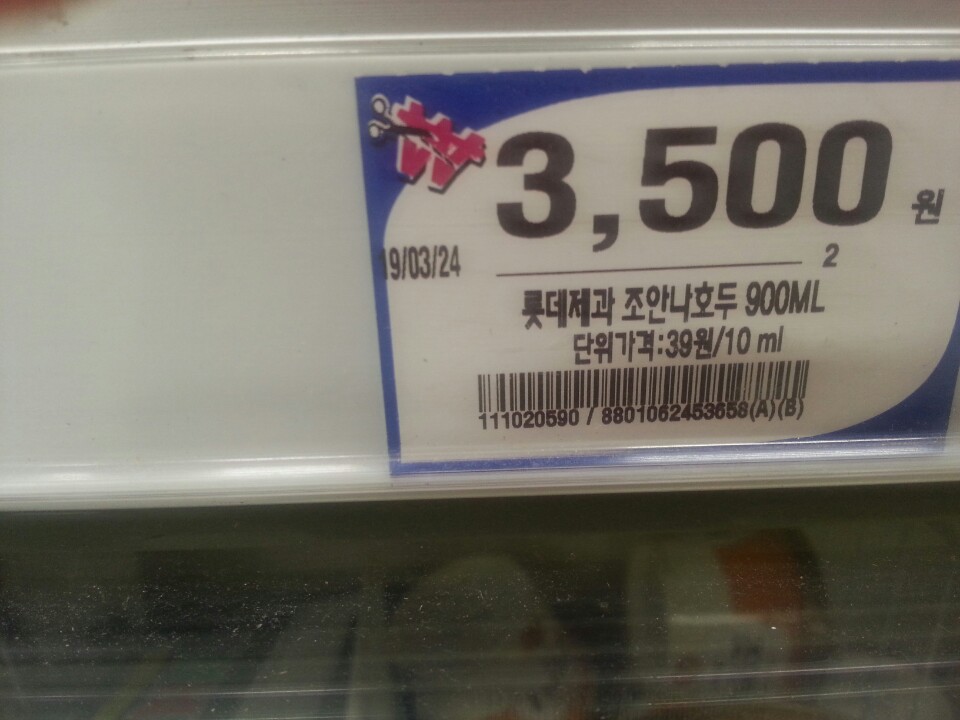 ₩ 3,500 원
19/03/24
2
롯데제과 조안나호두 900ML
단위가격:39원/10 ml
111020590 / 8801062453658(A)(B)